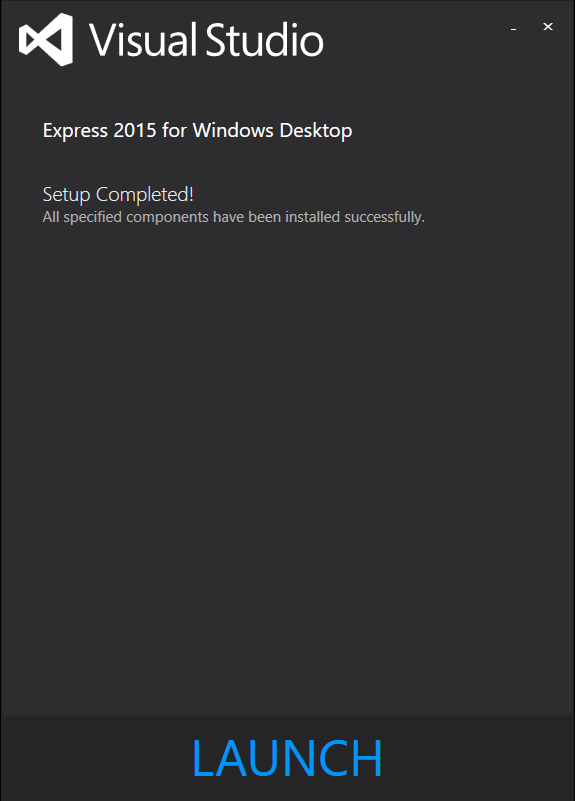 Visual Studio
Express 2015 for Windows Desktop
Setup Completed!
All specified components have been installed successfully.
LAUNCH